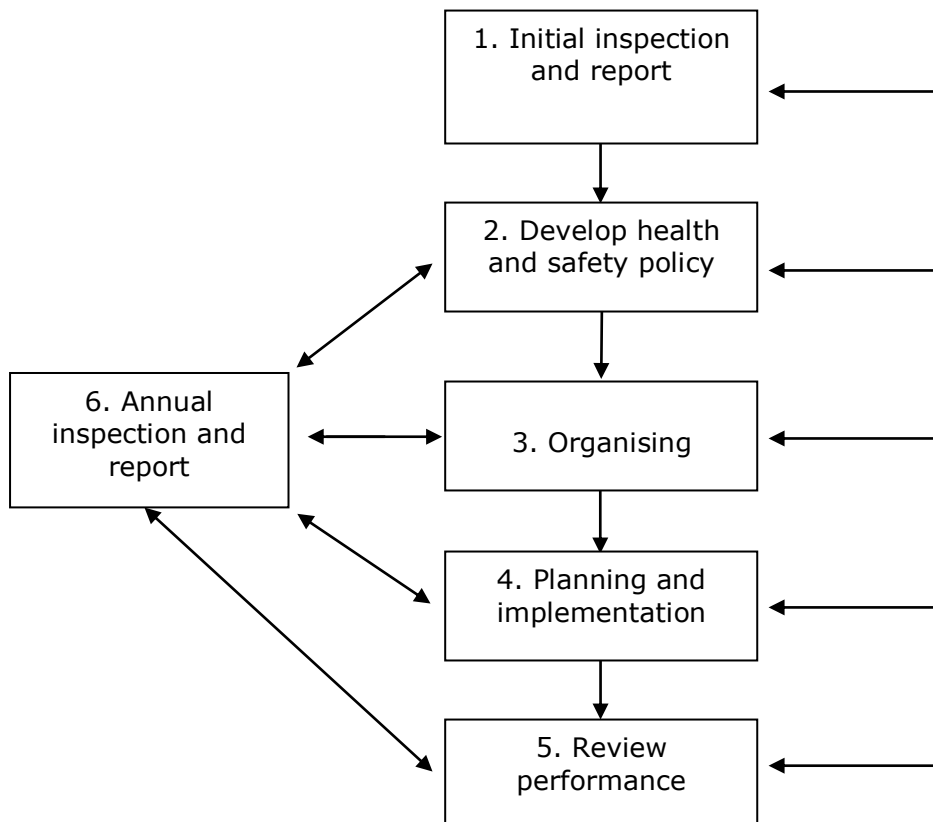 1. Initial inspection
and report
2. Develop health
and safety policy
6. Annual
inspection and
report
3. Organising
4. Planning and
implementation
5. Review
performance